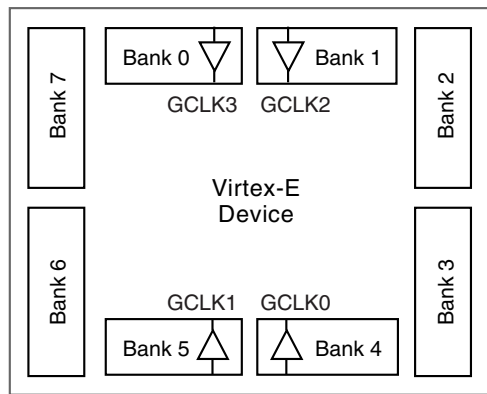 Bank 0
Bank 1
GCLK3
GCLK2
Bank 7
Bank 2
Virtex-E
Device
Bank 6
Bank 3
GCLK1
GCLK0
Bank 5
Bank 4